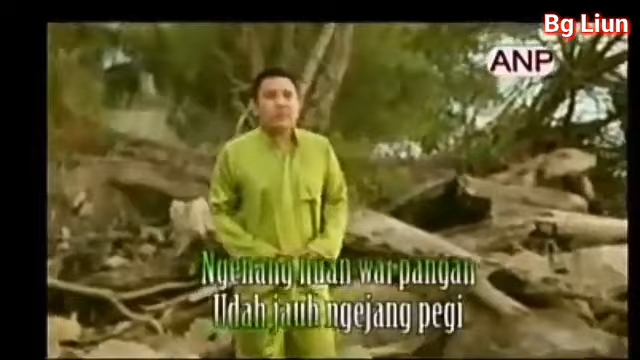 Bg Liun
ANP
Ngenang nuan war pangan
Udah jauh ngejang pegi